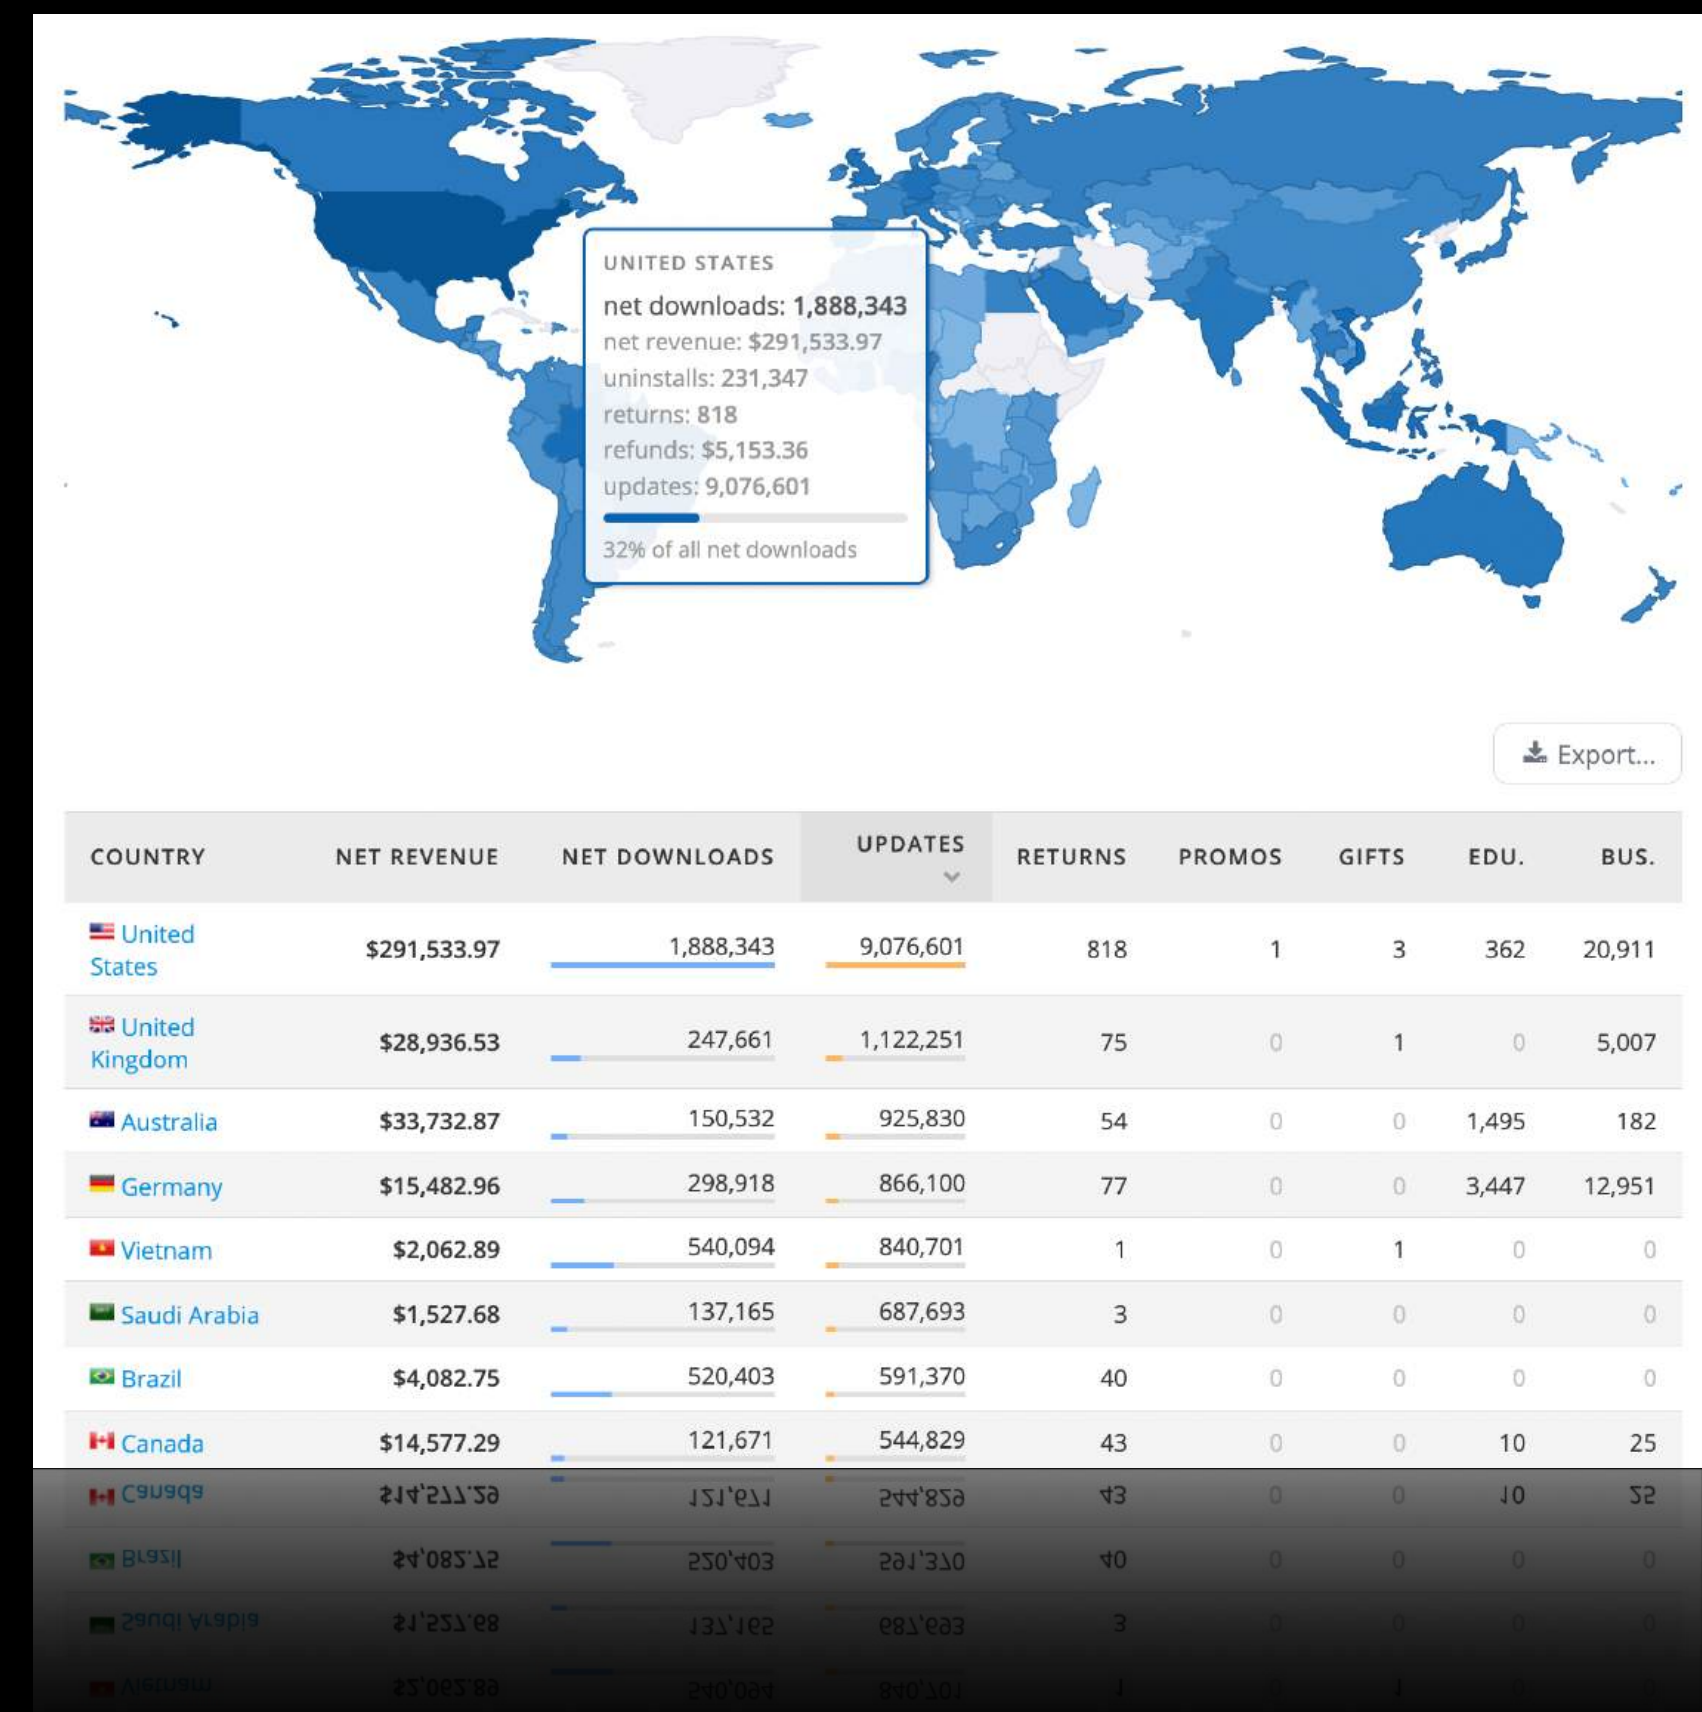 UNITED STATES
net downloads: 1,888,343
net revenue: $291,533.97
uninstalls: 231,347
returns: 818
refunds: $5,153.36
updates: 9,076,601
32% of all net downloads
Export...
COUNTRY NET REVENUE NET DOWNLOADS UPDATES RETURNS PROMOS GIFTS EDU. BUS.
United States $291,533.97 1,888,343 9,076,601 818 1 3 362 20,911
United Kingdom $28,936.53 247,661 1,122,251 75 0 1 0 5,007
Australia $33,732.87 150,532 925,830 54 0 0 1,495 182
Germany $15,482.96 298,918 866,100 77 0 0 3,447 12,951
Vietnam $2,062.89 540,094 840,701 1 0 1 0 0
Saudi Arabia $1,527.68 137,165 687,693 3 0 0 0 0
Brazil $4,082.75 520,403 591,370 40 0 0 0 0
Canada $14,577.29 121,671 544,829 43 0 0 10 25